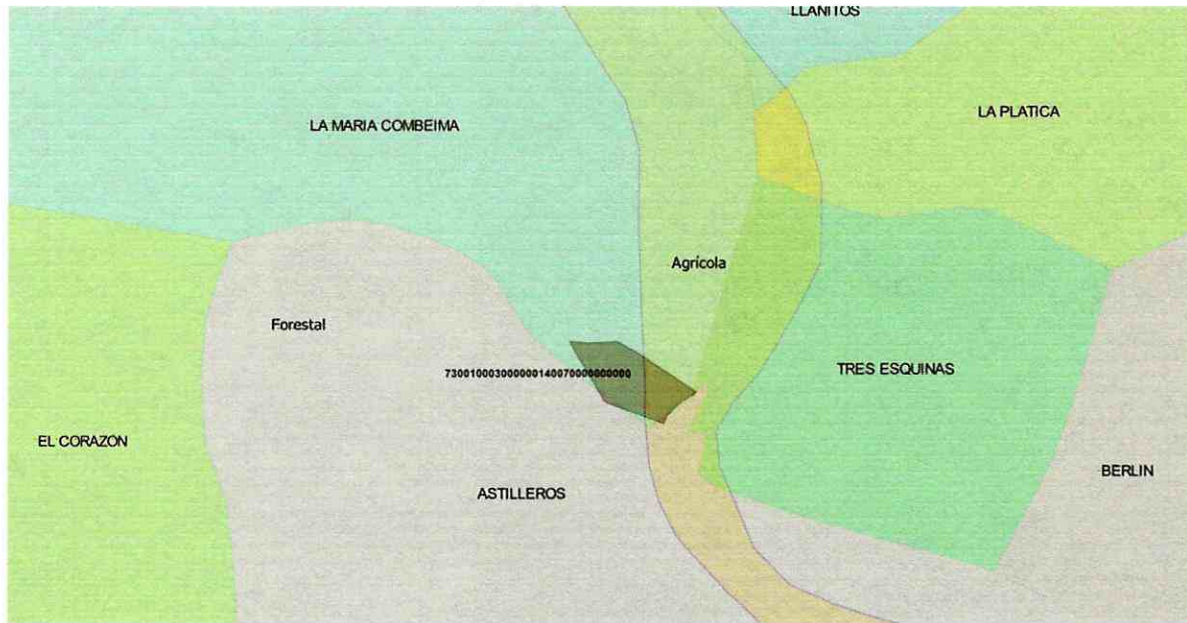 LLANITOS
LA PLATICA
LA MARIA COMBEIMA
Agrícola
Forestal
TRES ESQUINAS
730010003000000140070000000000
EL CORAZON
BERLIN
ASTILLEROS